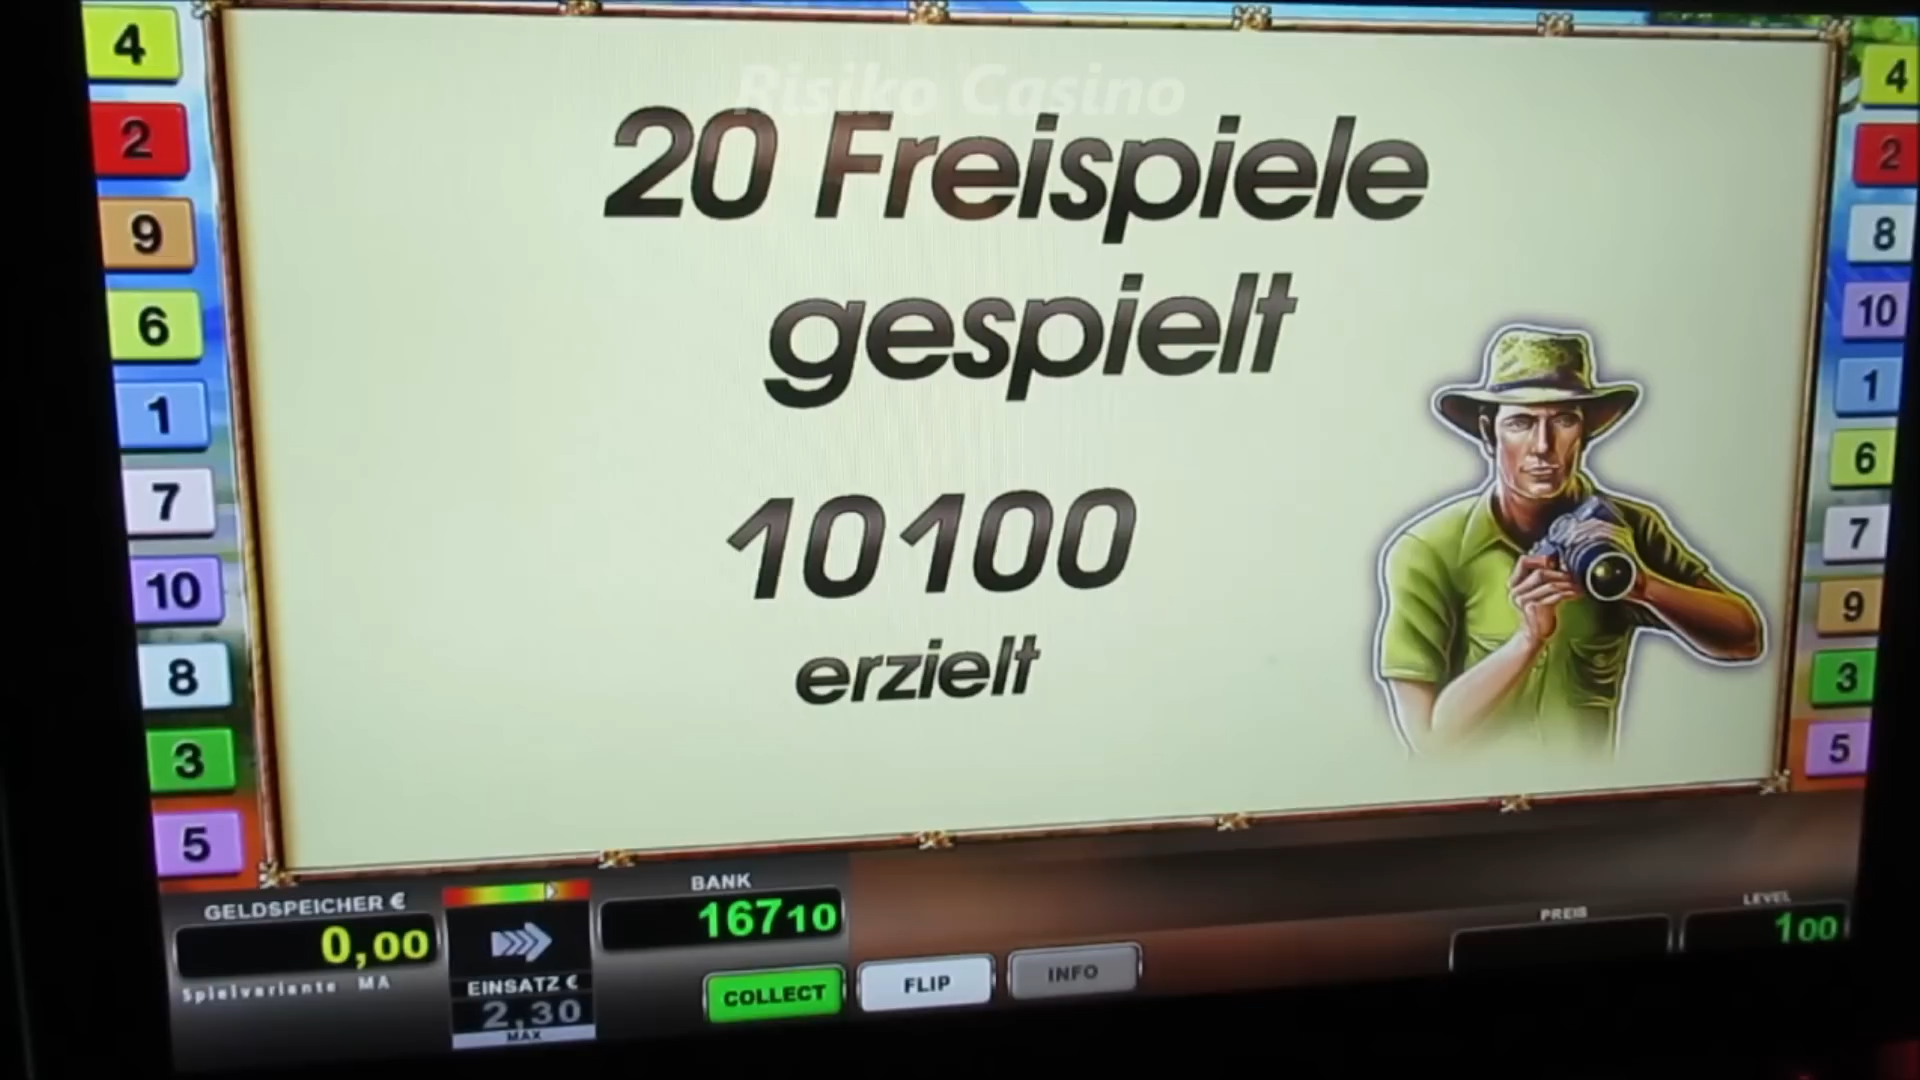 Risiko Casino
20 Freispiele
gespielt
10100
erzielt
4
2
9
6
1
7
10
8
3
5
4
2
8
10
1
6
7
9
3
5
GELDSPEICHER €
0,00
Spielvariante MA
EINSATZ €
2,30
MAX
BANK
16710
COLLECT
FLIP
INFO
PREIS
LEVEL
100